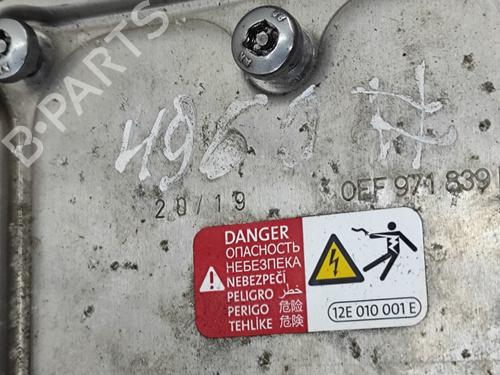 B-PARTS
4969 H
20/19
0EF 971 839
DANGER
ОПАСНОСТЬ
НЕБЕЗПЕКА
NEBEZPEČÍ
PELIGRO خطر
PERIGO 危险
TEHLİKE 危険
12E 010 001 E